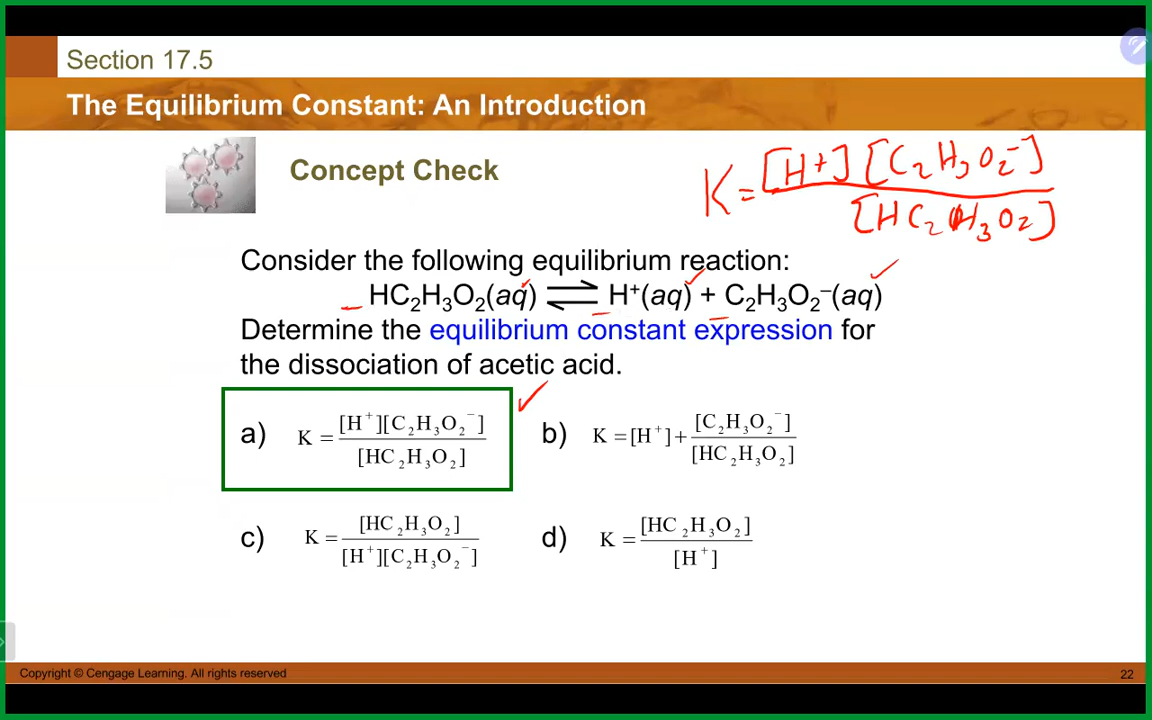 Section 17.5
The Equilibrium Constant: An Introduction
Concept Check
K = [H+] [C₂H₃O₂⁻] / [HC₂H₃O₂]
Consider the following equilibrium reaction:
HC₂H₃O₂(aq) ⇌ H⁺(aq) + C₂H₃O₂⁻(aq)
Determine the equilibrium constant expression for
the dissociation of acetic acid.
a) K = [H⁺][C₂H₃O₂⁻] / [HC₂H₃O₂]
b) K = [H⁺] + [C₂H₃O₂⁻] / [HC₂H₃O₂]
c) K = [HC₂H₃O₂] / [H⁺][C₂H₃O₂⁻]
d) K = [HC₂H₃O₂] / [H⁺]
Copyright © Cengage Learning. All rights reserved
22